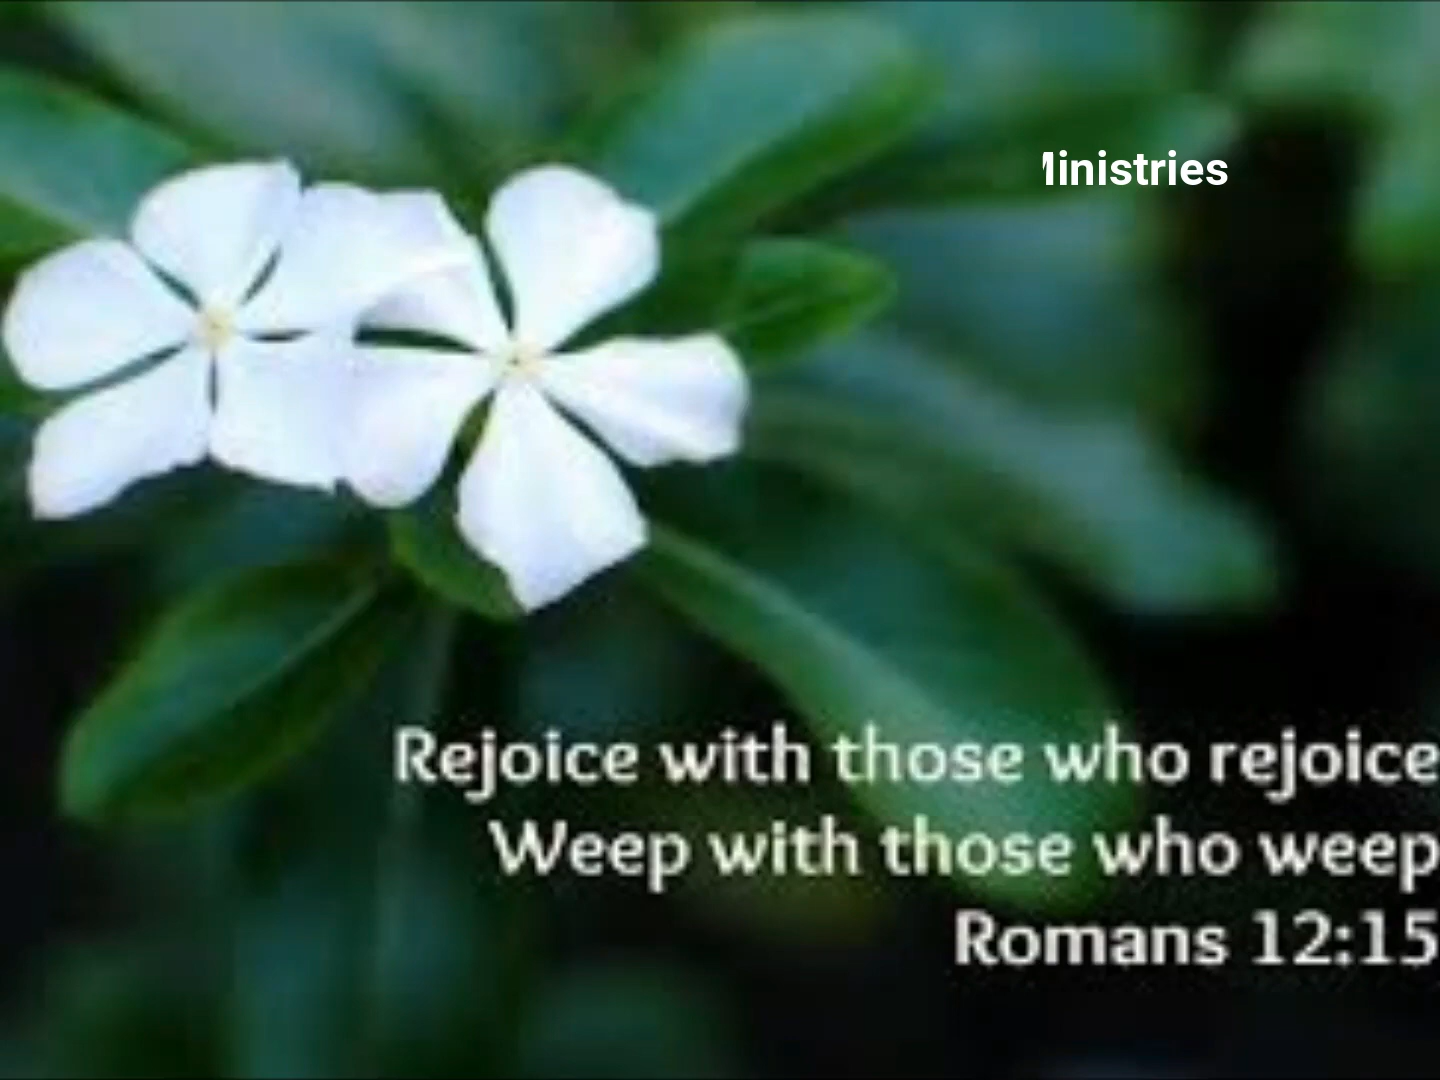 inistries
Rejoice with those who rejoice
Weep with those who weep
Romans 12:15